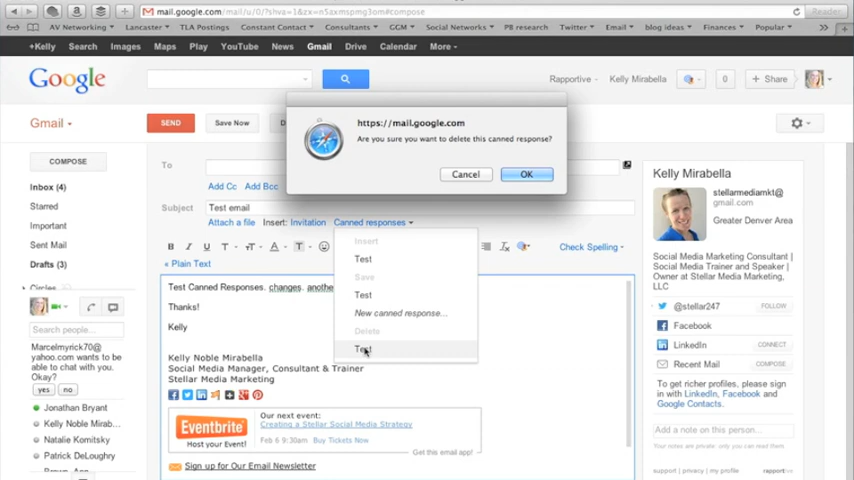 mail.google.com/mail/u/0/?shva=1&zx=n5axmspmg3om#compose
Reader
AV Networking
Lancaster
TLA Postings
Constant Contact
Consultants
GGM
Social Networks
PB research
Twitter
Email
blog ideas
Finances
Popular
+Kelly Search Images Maps Play YouTube News Gmail Drive Calendar More
Google
Rapportive
Kelly Mirabella
0
+ Share
https://mail.google.com
Are you sure you want to delete this canned response?
Cancel OK
Gmail
SEND
Save Now
COMPOSE
Inbox (4)
Starred
Important
Sent Mail
Drafts (3)
Circles
Search people...
Marcelmyrick70@
yahoo.com wants to
be able to chat with you.
Okay?
yes no
Jonathan Bryant
Kelly Noble Mirab...
Natalie Komitsky
Patrick DeLoughy
To
Add Cc Add Bcc
Subject Test email
Attach a file Insert: Invitation Canned responses
B I U T
Check Spelling
« Plain Text
Insert
Test
Save
Test
New canned response...
Delete
Test
Test Canned Responses. changes. anothe
Thanks!
Kelly
Kelly Noble Mirabella
Social Media Manager, Consultant & Trainer
Stellar Media Marketing
Eventbrite
Host your Event!
Our next event:
Creating a Stellar Social Media Strategy
Feb 6 9:30am Buy Tickets Now
Get this email app!
Sign up for Our Email Newsletter
Kelly Mirabella
stellarmediamkt@
gmail.com
Greater Denver Area
Social Media Marketing Consultant |
Social Media Trainer and Speaker |
Owner of Stellar Media Marketing,
LLC
@stellar247 FOLLOW
Facebook
LinkedIn CONNECT
Recent Mail COMPOSE
To get richer profiles, please sign
in with LinkedIn, Facebook and
Google Contacts.
Add a note on this person...
Your notes are private: only you can read them
support | privacy | my profile
rapportive